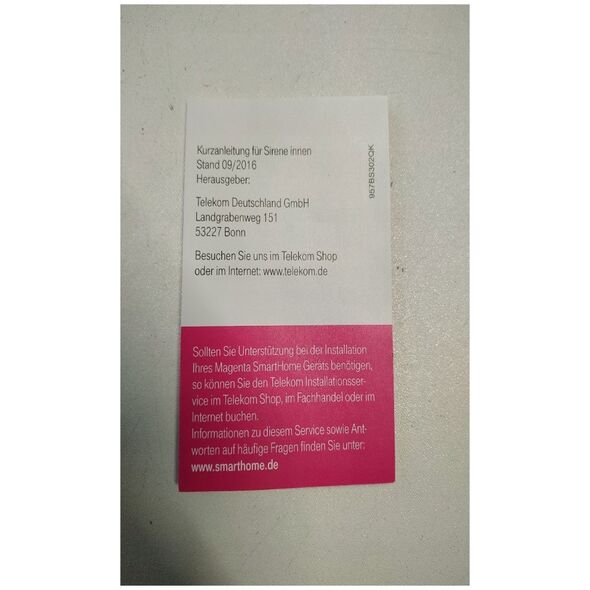 Kurzanleitung für Sirene innen
Stand 09/2016
Herausgeber:
Telekom Deutschland GmbH
Landgrabenweg 151
53227 Bonn
Besuchen Sie uns im Telekom Shop
oder im Internet: www.telekom.de
957BS302QK
Sollten Sie Unterstützung bei der Installation
Ihres Magenta SmartHome Geräts benötigen,
so können Sie den Telekom Installationsser-
vice im Telekom Shop, im Fachhandel oder im
Internet buchen.
Informationen zu diesem Service sowie Ant-
worten auf häufige Fragen finden Sie unter:
www.smarthome.de